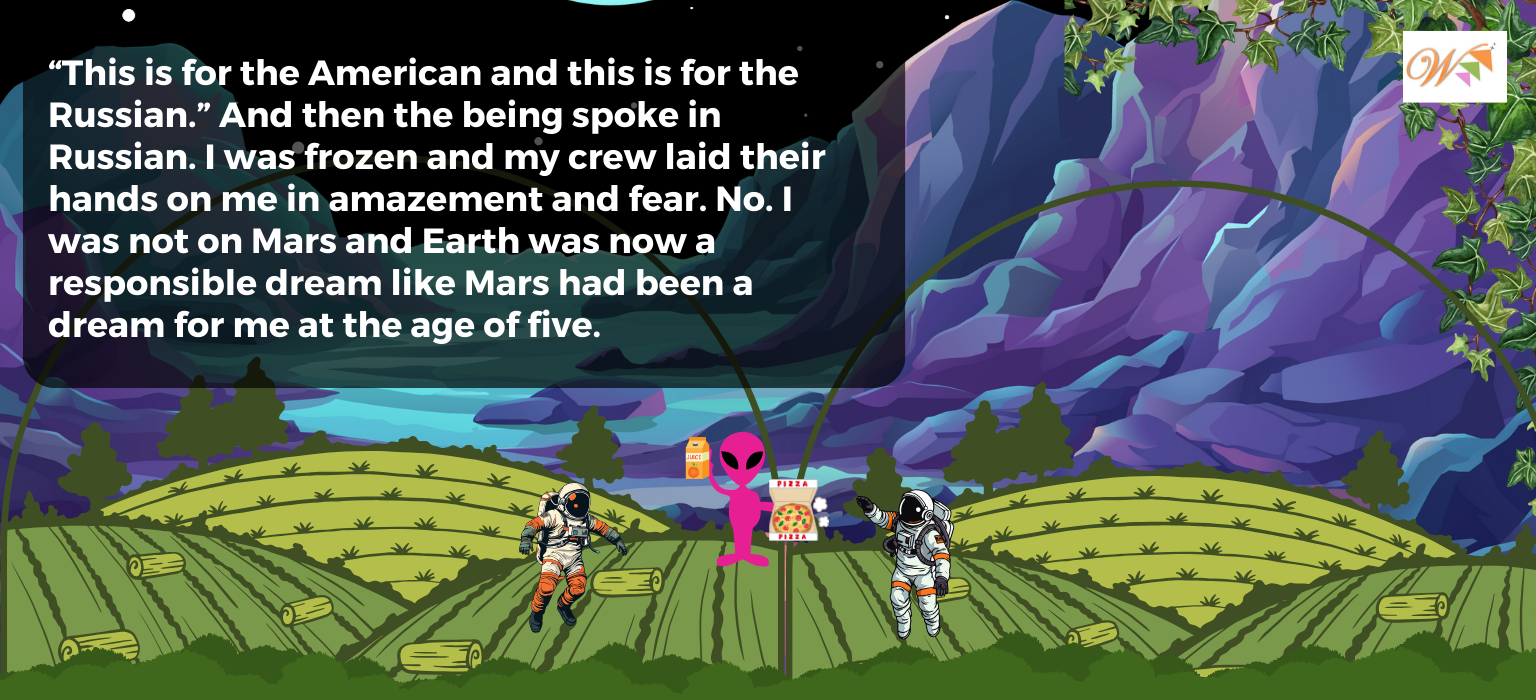 “This is for the American and this is for the
Russian.” And then the being spoke in
Russian. I was frozen and my crew laid their
hands on me in amazement and fear. No. I
was not on Mars and Earth was now a
responsible dream like Mars had been a
dream for me at the age of five.
W
JUICE
PIZZA
PIZZA